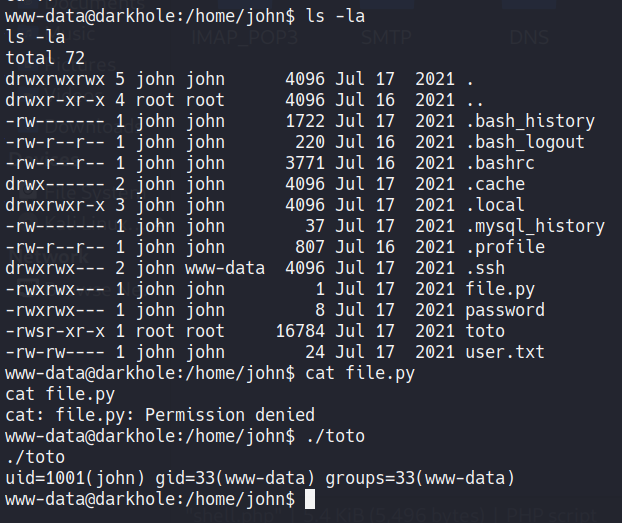 www-data@darkhole:/home/john$ ls -la
ls -la
total 72
drwxrwxrwx 5 john john      4096 Jul 17  2021 .
drwxr-xr-x 4 root root      4096 Jul 16  2021 ..
-rw------- 1 john john      1722 Jul 17  2021 .bash_history
-rw-r--r-- 1 john john       220 Jul 16  2021 .bash_logout
-rw-r--r-- 1 john john      3771 Jul 16  2021 .bashrc
drwx------ 2 john john      4096 Jul 17  2021 .cache
drwxrwxr-x 3 john john      4096 Jul 17  2021 .local
-rw------- 1 john john        37 Jul 17  2021 .mysql_history
-rw-r--r-- 1 john john       807 Jul 16  2021 .profile
drwxrwx--- 2 john www-data  4096 Jul 17  2021 .ssh
-rwxrwx--- 1 john john         1 Jul 17  2021 file.py
-rwxrwx--- 1 john john         8 Jul 17  2021 password
-rwsr-xr-x 1 root root     16784 Jul 17  2021 toto
-rw-rw---- 1 john john        24 Jul 17  2021 user.txt
www-data@darkhole:/home/john$ cat file.py
cat file.py
cat: file.py: Permission denied
www-data@darkhole:/home/john$ ./toto
./toto
uid=1001(john) gid=33(www-data) groups=33(www-data)
www-data@darkhole:/home/john$
IMAP_POP3 SMTP DNS